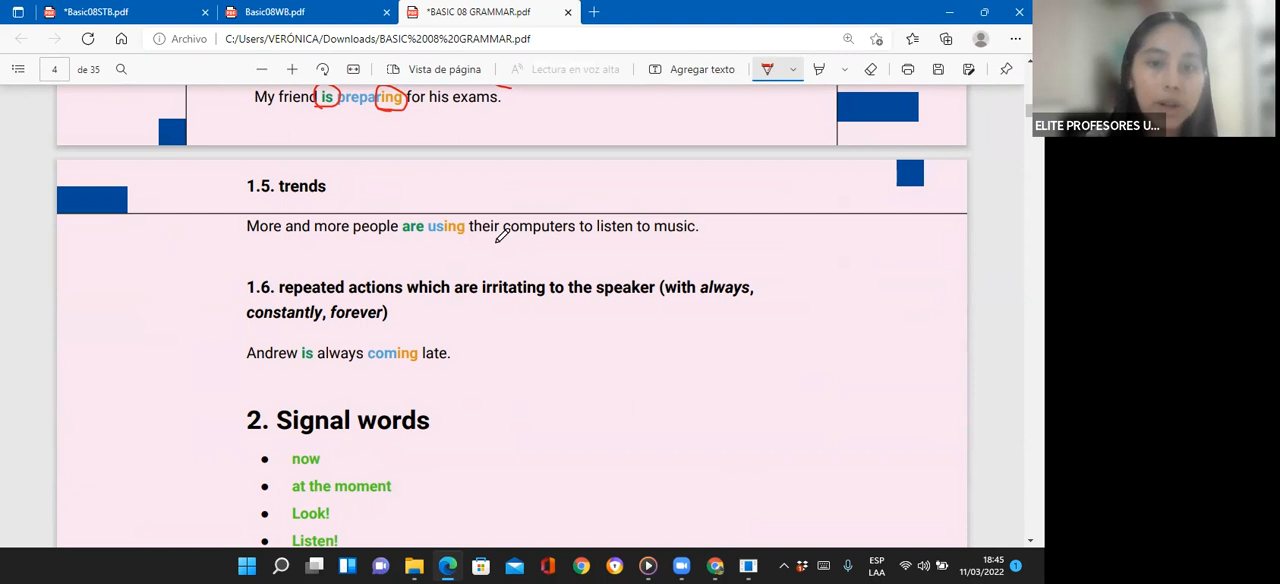 *Basic08STB.pdf
Basic08WB.pdf
*BASIC 08 GRAMMAR.pdf
Archivo
C:/Users/VERÓNICA/Downloads/BASIC%2008%20GRAMMAR.pdf
4
de 35
Vista de página
Lectura en voz alta
Agregar texto
My friend is preparing for his exams.
ELITE PROFESORES U...
1.5. trends
More and more people are using their computers to listen to music.
1.6. repeated actions which are irritating to the speaker (with always,
constantly, forever)
Andrew is always coming late.
2. Signal words
● now
● at the moment
● Look!
● Listen!
ESP
LAA
18:45
11/03/2022
1